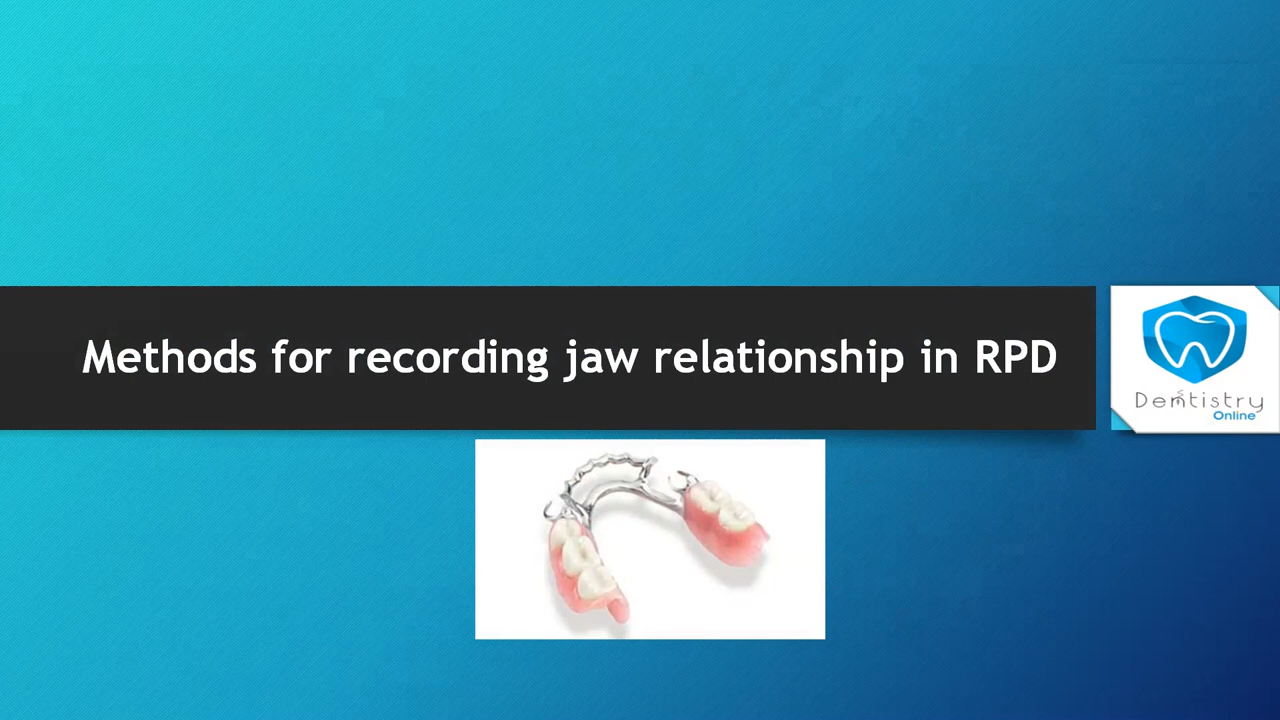 Methods for recording jaw relationship in RPD
Dentistry
Online